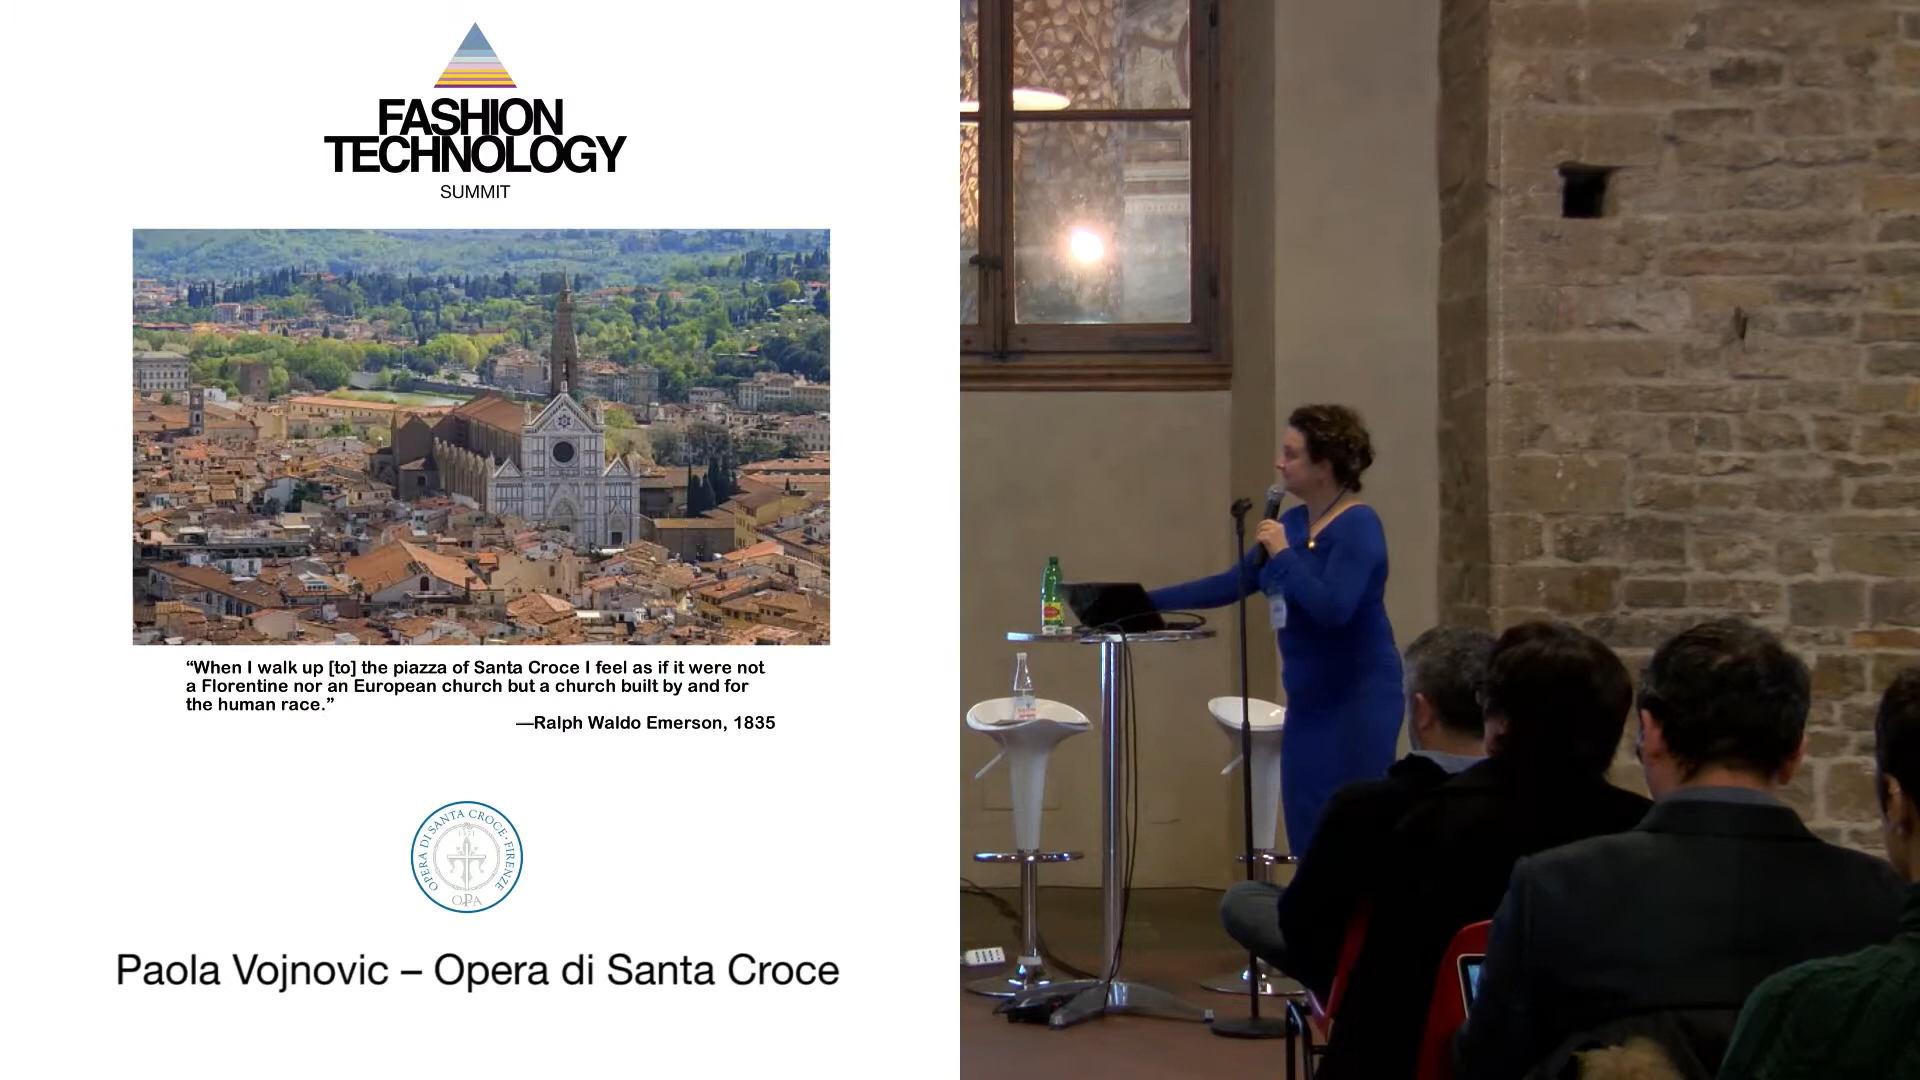 FASHION
TECHNOLOGY
SUMMIT
“When I walk up [to] the piazza of Santa Croce I feel as if it were not
a Florentine nor an European church but a church built by and for
the human race.”
—Ralph Waldo Emerson, 1835
OPERA DI SANTA CROCE · FIRENZE
1331
OPA
Paola Vojnovic – Opera di Santa Croce